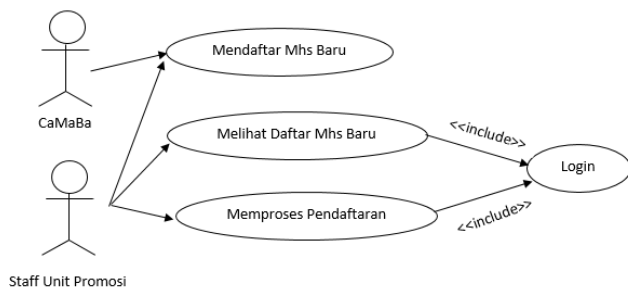 Mendaftar Mhs Baru
CaMaBa
Melihat Daftar Mhs Baru
<<include>>
Login
Memproses Pendaftaran
<<include>>
Staff Unit Promosi